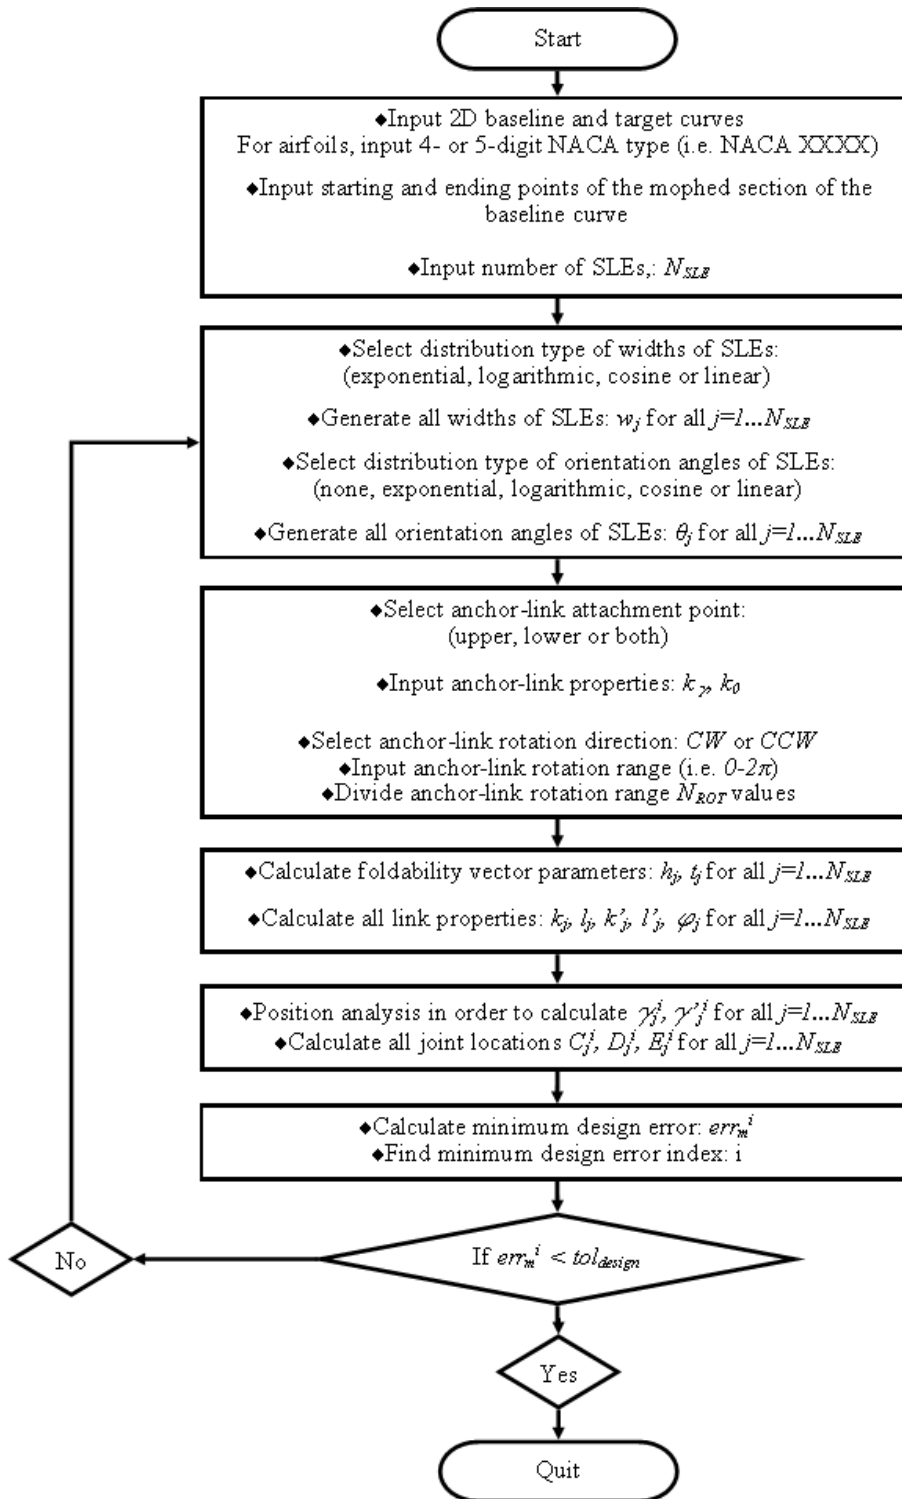 Start
◆Input 2D baseline and target curves
For airfoils, input 4- or 5-digit NACA type (i.e. NACA XXXX)
◆Input starting and ending points of the mophed section of the
baseline curve
◆Input number of SLEs,: N_SLE
◆Select distribution type of widths of SLEs:
(exponential, logarithmic, cosine or linear)
◆Generate all widths of SLEs: w_j for all j=1...N_SLE
◆Select distribution type of orientation angles of SLEs:
(none, exponential, logarithmic, cosine or linear)
◆Generate all orientation angles of SLEs: θ_j for all j=1...N_SLE
◆Select anchor-link attachment point:
(upper, lower or both)
◆Input anchor-link properties: k_γ, k_0
◆Select anchor-link rotation direction: CW or CCW
◆Input anchor-link rotation range (i.e. 0-2π)
◆Divide anchor-link rotation range N_ROT values
◆Calculate foldability vector parameters: h_j, t_j for all j=1...N_SLE
◆Calculate all link properties: k_j, l_j, k'_j, l'_j, φ_j for all j=1...N_SLE
◆Position analysis in order to calculate γ_j^i, γ'_j^i for all j=1...N_SLE
◆Calculate all joint locations C_j^i, D_j^i, E_j^i for all j=1...N_SLE
◆Calculate minimum design error: err_m^i
◆Find minimum design error index: i
If err_m^i < tol_design
No
Yes
Quit